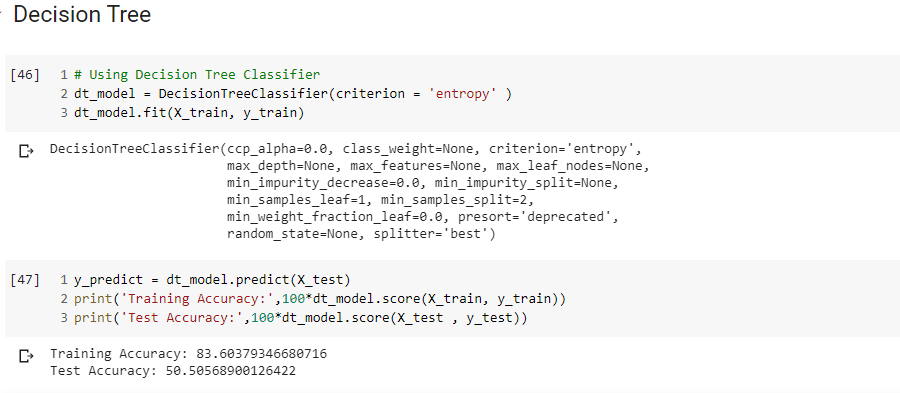 Decision Tree
[46] 1 # Using Decision Tree Classifier
2 dt_model = DecisionTreeClassifier(criterion = 'entropy' )
3 dt_model.fit(X_train, y_train)
DecisionTreeClassifier(ccp_alpha=0.0, class_weight=None, criterion='entropy',
max_depth=None, max_features=None, max_leaf_nodes=None,
min_impurity_decrease=0.0, min_impurity_split=None,
min_samples_leaf=1, min_samples_split=2,
min_weight_fraction_leaf=0.0, presort='deprecated',
random_state=None, splitter='best')
[47] 1 y_predict = dt_model.predict(X_test)
2 print('Training Accuracy:',100*dt_model.score(X_train, y_train))
3 print('Test Accuracy:',100*dt_model.score(X_test , y_test))
Training Accuracy: 83.60379346680716
Test Accuracy: 50.50568900126422